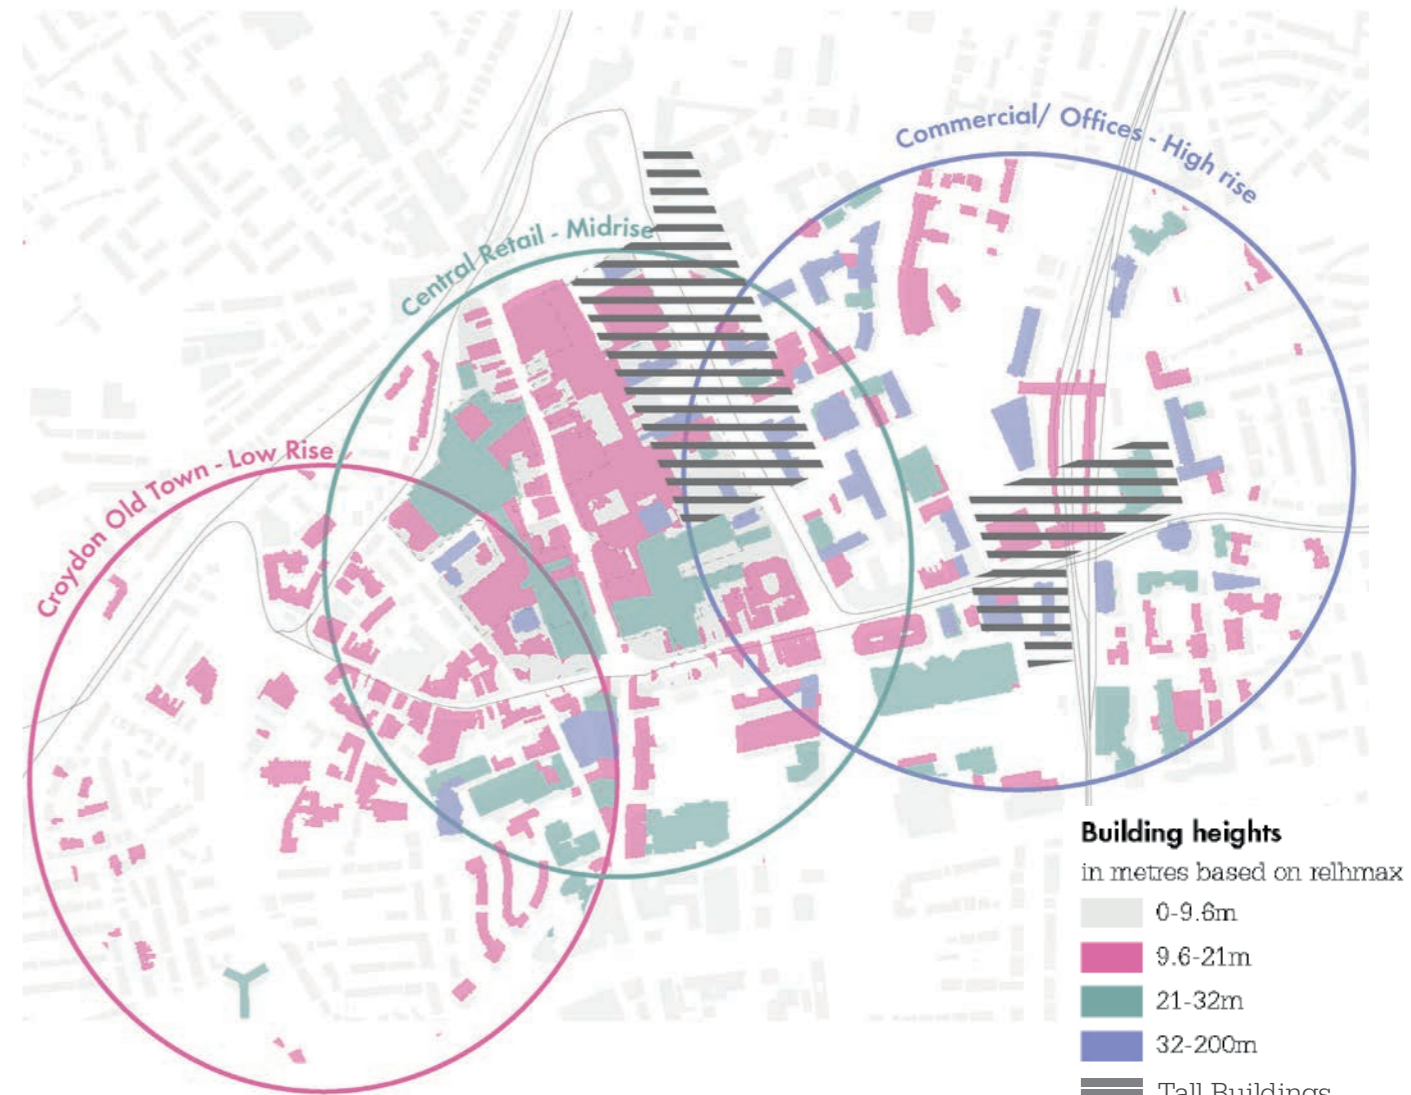 Commercial/ Offices - High rise
Central Retail - Midrise
Croydon Old Town - Low Rise
Building heights
in metres based on relhmax
0-9.6m
9.6-21m
21-32m
32-200m
Tall Buildings